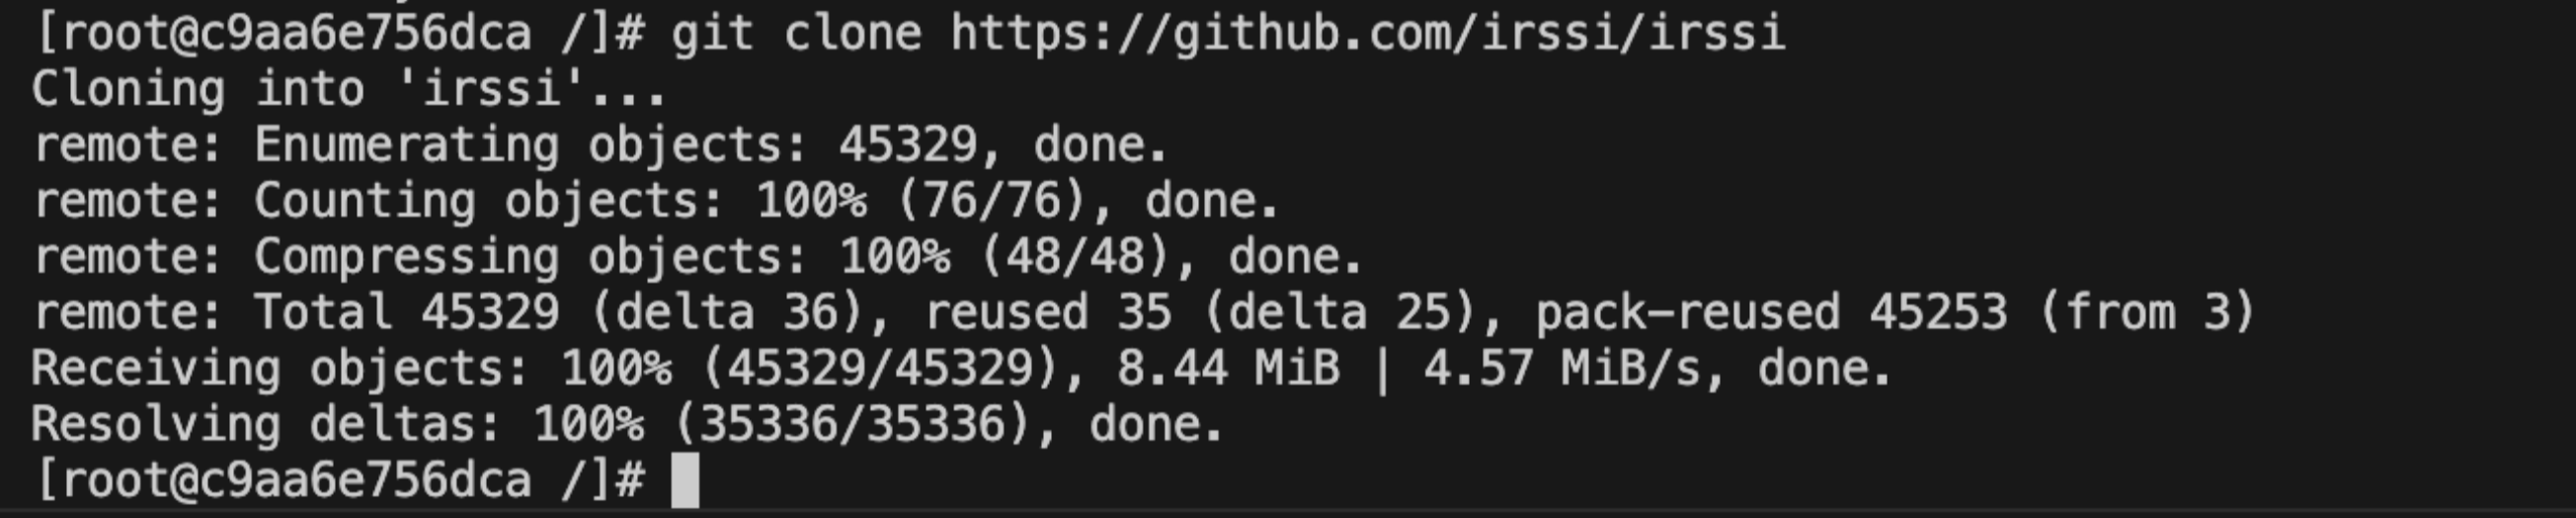 [root@c9aa6e756dca /]# git clone https://github.com/irssi/irssi
Cloning into 'irssi'...
remote: Enumerating objects: 45329, done.
remote: Counting objects: 100% (76/76), done.
remote: Compressing objects: 100% (48/48), done.
remote: Total 45329 (delta 36), reused 35 (delta 25), pack-reused 45253 (from 3)
Receiving objects: 100% (45329/45329), 8.44 MiB | 4.57 MiB/s, done.
Resolving deltas: 100% (35336/35336), done.
[root@c9aa6e756dca /]#